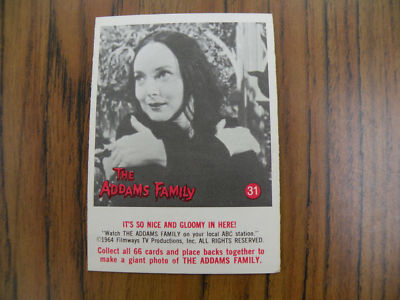 THE
ADDAMS FAMILY
31
IT'S SO NICE AND GLOOMY IN HERE!
"Watch THE ADDAMS FAMILY on your local ABC station."
©1964 Filmways TV Productions, Inc. ALL RIGHTS RESERVED.
Collect all 66 cards and place backs together to
make a giant photo of THE ADDAMS FAMILY.